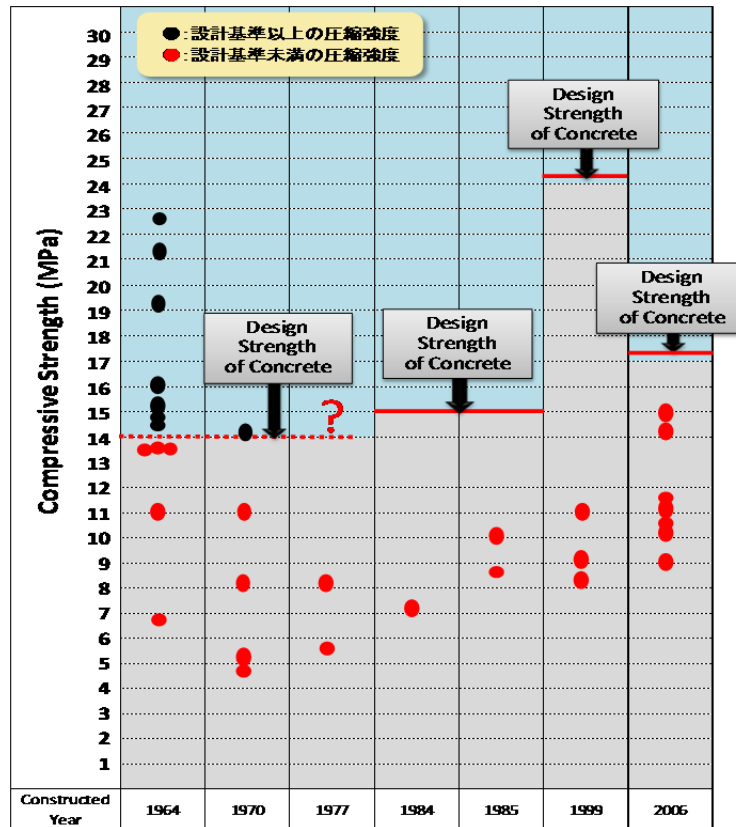 ●:設計基準以上の圧縮強度
●:設計基準未満の圧縮強度
Compressive Strength (MPa)
30
29
28
27
26
25
24
23
22
21
20
19
18
17
16
15
14
13
12
11
10
9
8
7
6
5
4
3
2
1
Design
Strength
of Concrete
Design
Strength
of Concrete
Design
Strength
of Concrete
Design
Strength
of Concrete
?
Constructed
Year
1964 1970 1977 1984 1985 1999 2006